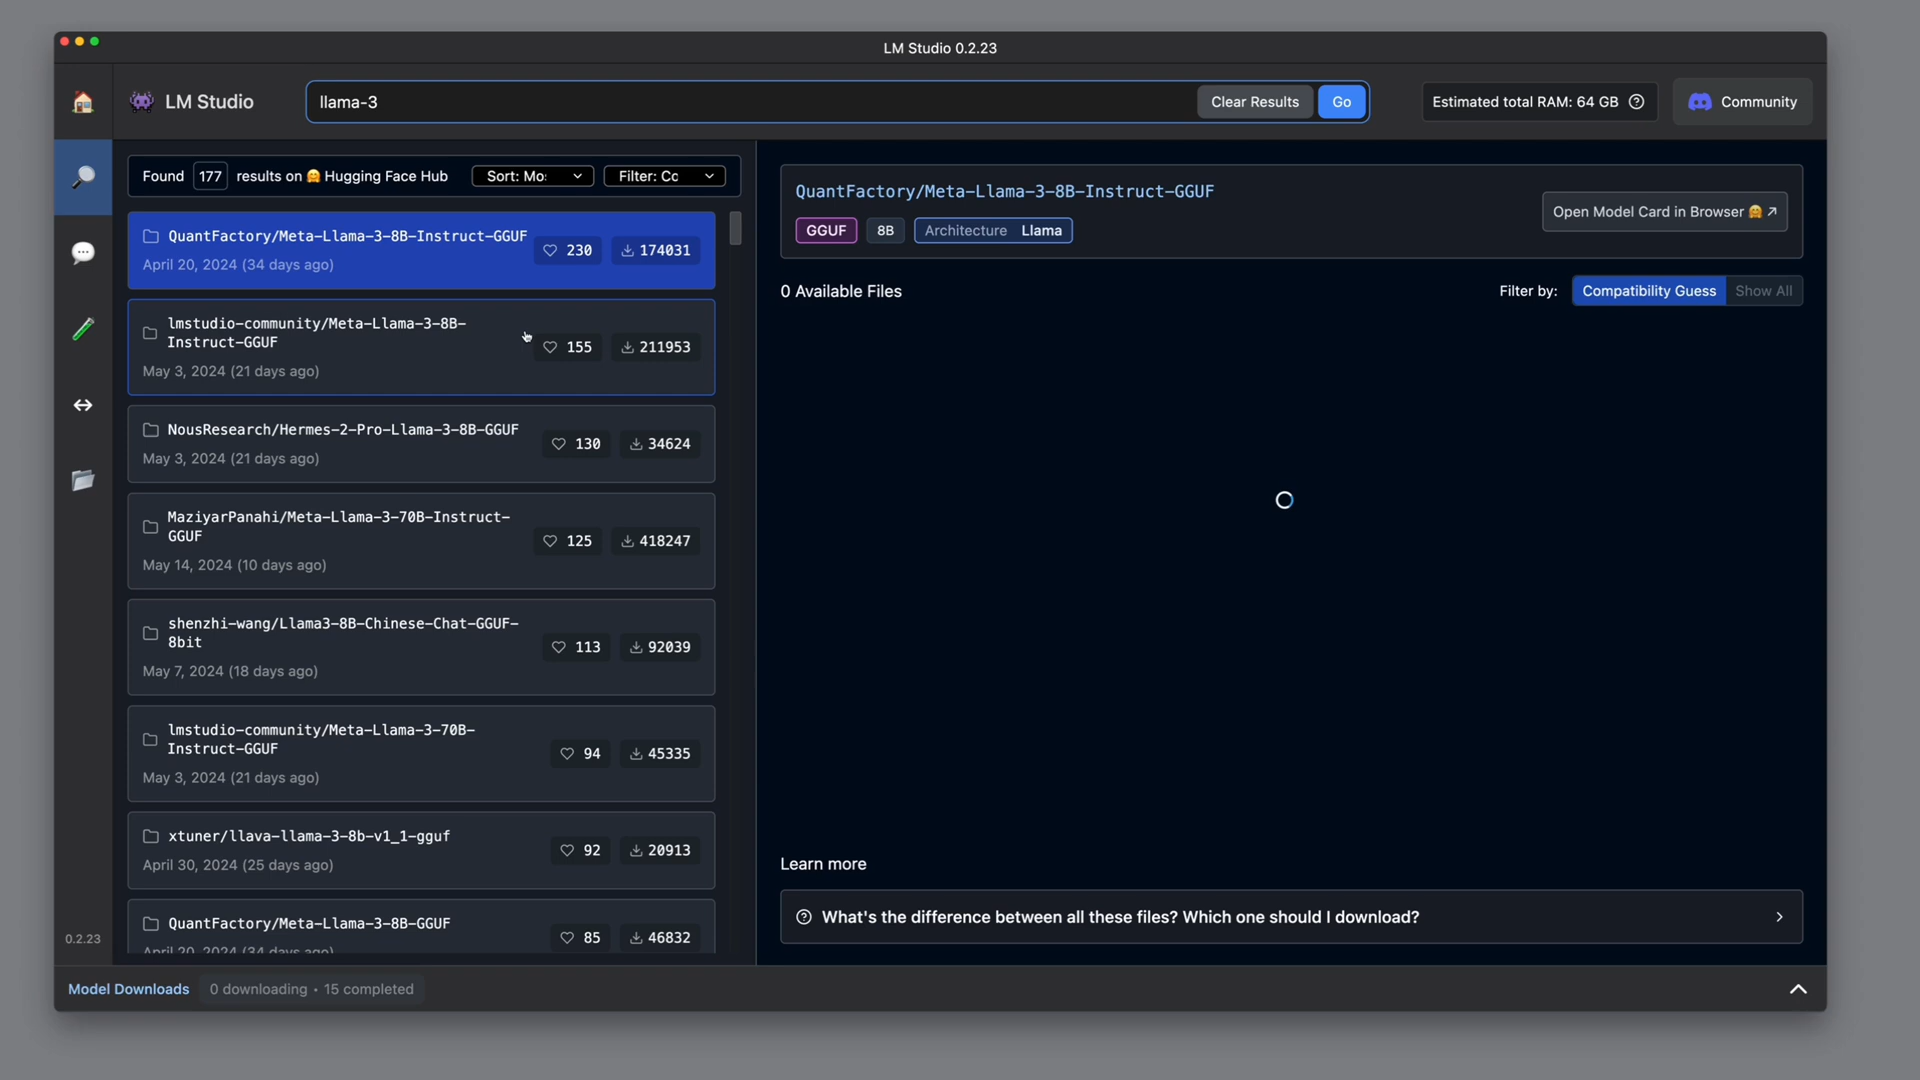 LM Studio 0.2.23
LM Studio
llama-3
Clear Results
Go
Estimated total RAM: 64 GB
Community
Found 177 results on Hugging Face Hub
Sort: Mo:
Filter: Cc
QuantFactory/Meta-Llama-3-8B-Instruct-GGUF
April 20, 2024 (34 days ago)
230
174031
lmstudio-community/Meta-Llama-3-8B-
Instruct-GGUF
May 3, 2024 (21 days ago)
155
211953
NousResearch/Hermes-2-Pro-Llama-3-8B-GGUF
May 3, 2024 (21 days ago)
130
34624
MaziyarPanahi/Meta-Llama-3-70B-Instruct-
GGUF
May 14, 2024 (10 days ago)
125
418247
shenzhi-wang/Llama3-8B-Chinese-Chat-GGUF-
8bit
May 7, 2024 (18 days ago)
113
92039
lmstudio-community/Meta-Llama-3-70B-
Instruct-GGUF
May 3, 2024 (21 days ago)
94
45335
xtuner/llava-llama-3-8b-v1_1-gguf
April 30, 2024 (25 days ago)
92
20913
QuantFactory/Meta-Llama-3-8B-GGUF
April 20, 2024 (34 days ago)
85
46832
QuantFactory/Meta-Llama-3-8B-Instruct-GGUF
GGUF
8B
Architecture Llama
Open Model Card in Browser
0 Available Files
Filter by:
Compatibility Guess
Show All
Learn more
What's the difference between all these files? Which one should I download?
0.2.23
Model Downloads
0 downloading • 15 completed